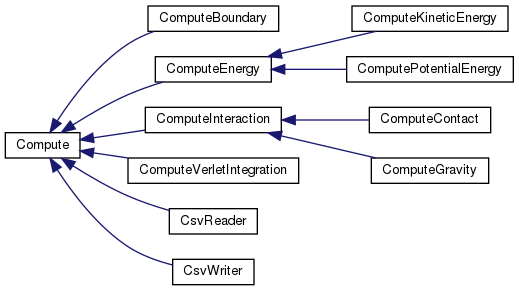 ComputeBoundary
ComputeKineticEnergy
ComputeEnergy
ComputePotentialEnergy
ComputeInteraction
ComputeContact
Compute
ComputeVerletIntegration
ComputeGravity
CsvReader
CsvWriter